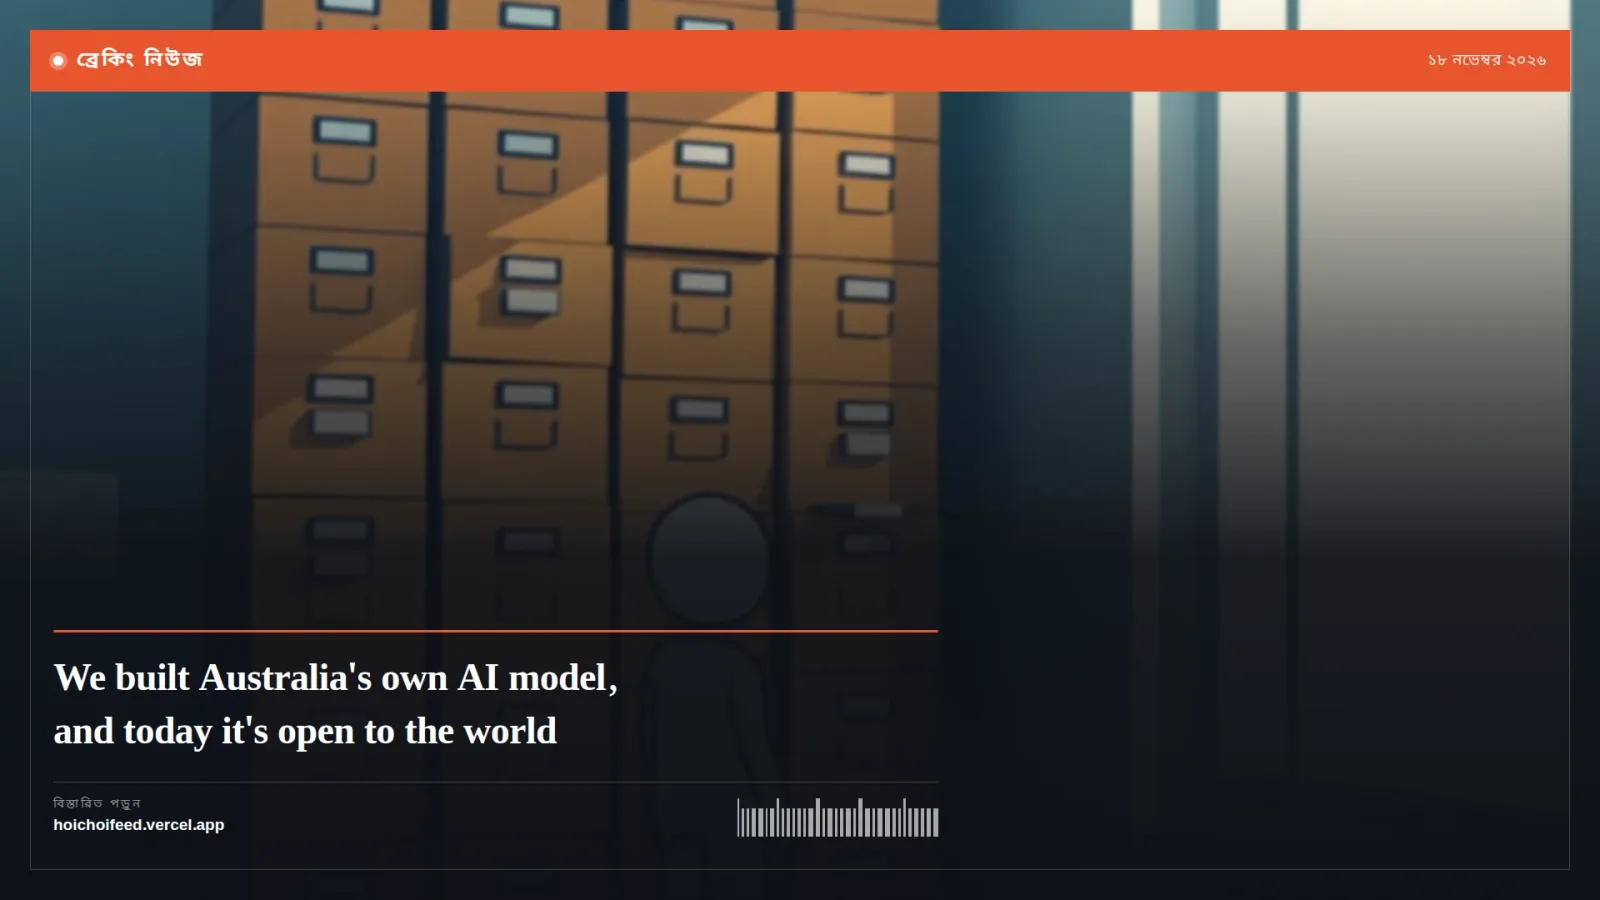 ব্রেকিং নিউজ
১৮ নভেম্বর ২০২৬
We built Australia's own AI model,
and today it's open to the world
বিস্তারিত পড়ুন
hoichoifeed.vercel.app